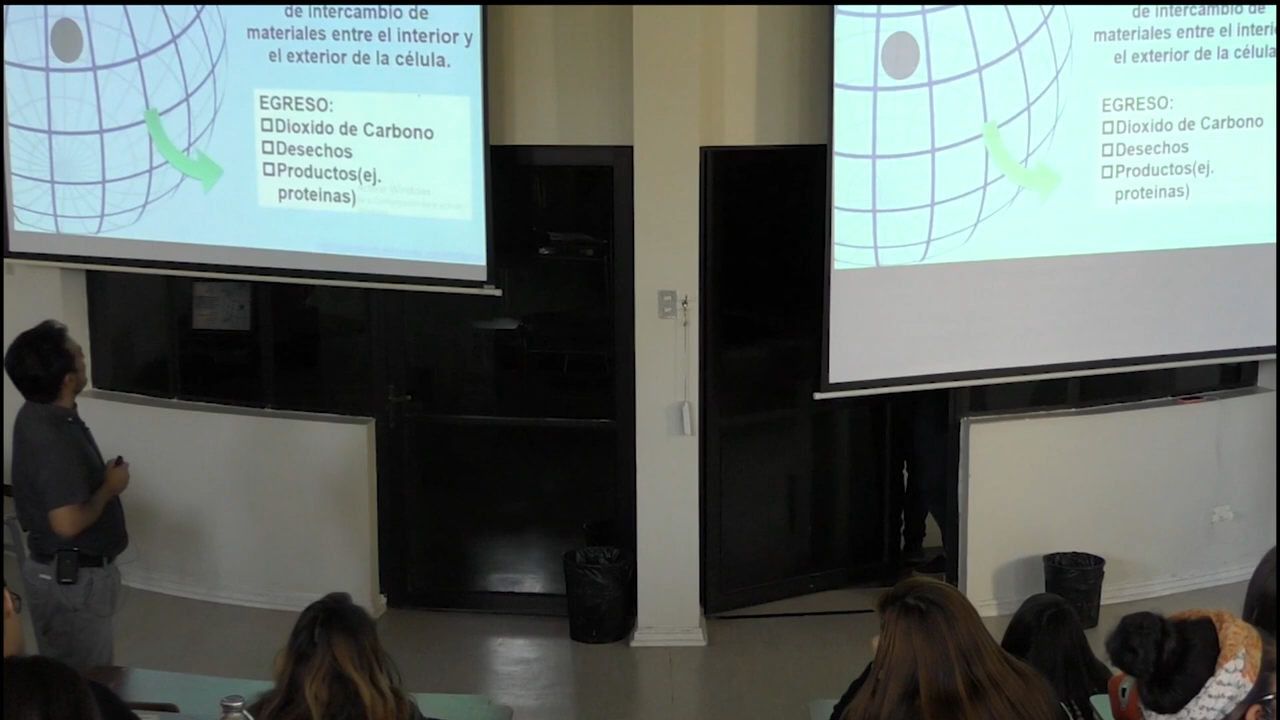 de intercambio de
materiales entre el interior y
el exterior de la célula.
EGRESO:
Dioxido de Carbono
Desechos
Productos(ej.
proteinas)
de intercambio de
materiales entre el interi
el exterior de la célula
EGRESO:
Dioxido de Carbono
Desechos
Productos(ej.
proteinas)